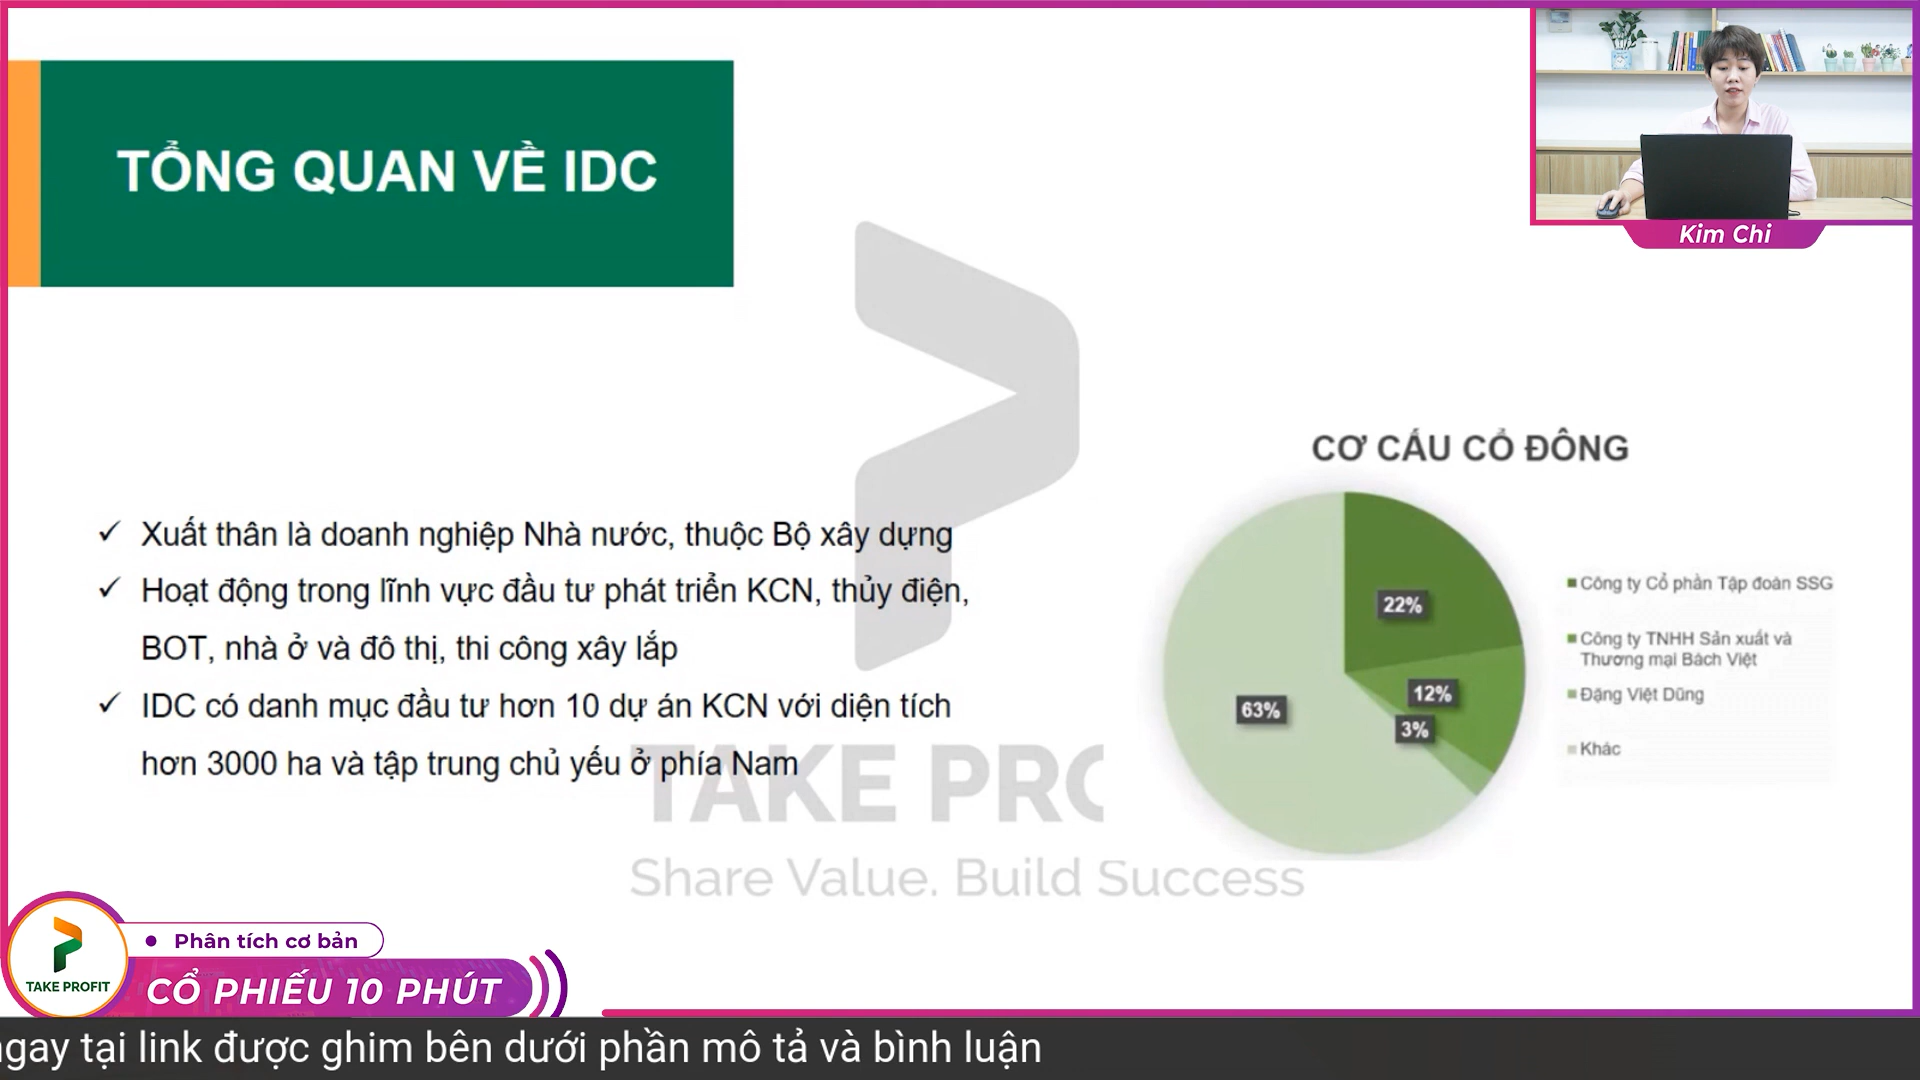 TỔNG QUAN VỀ IDC
Kim Chi
Xuất thân là doanh nghiệp Nhà nước, thuộc Bộ xây dựng
Hoạt động trong lĩnh vực đầu tư phát triển KCN, thủy điện,
BOT, nhà ở và đô thị, thi công xây lắp
IDC có danh mục đầu tư hơn 10 dự án KCN với diện tích
hơn 3000 ha và tập trung chủ yếu ở phía Nam
CƠ CẤU CỔ ĐÔNG
22%
12%
3%
63%
Công ty Cổ phần Tập đoàn SSG
Công ty TNHH Sản xuất và
Thương mại Bách Việt
Đặng Việt Dũng
Khác
TAKE PRO
Share Value. Build Success
TAKE PROFIT
Phân tích cơ bản
CỔ PHIẾU 10 PHÚT
ngay tại link được ghim bên dưới phần mô tả và bình luận